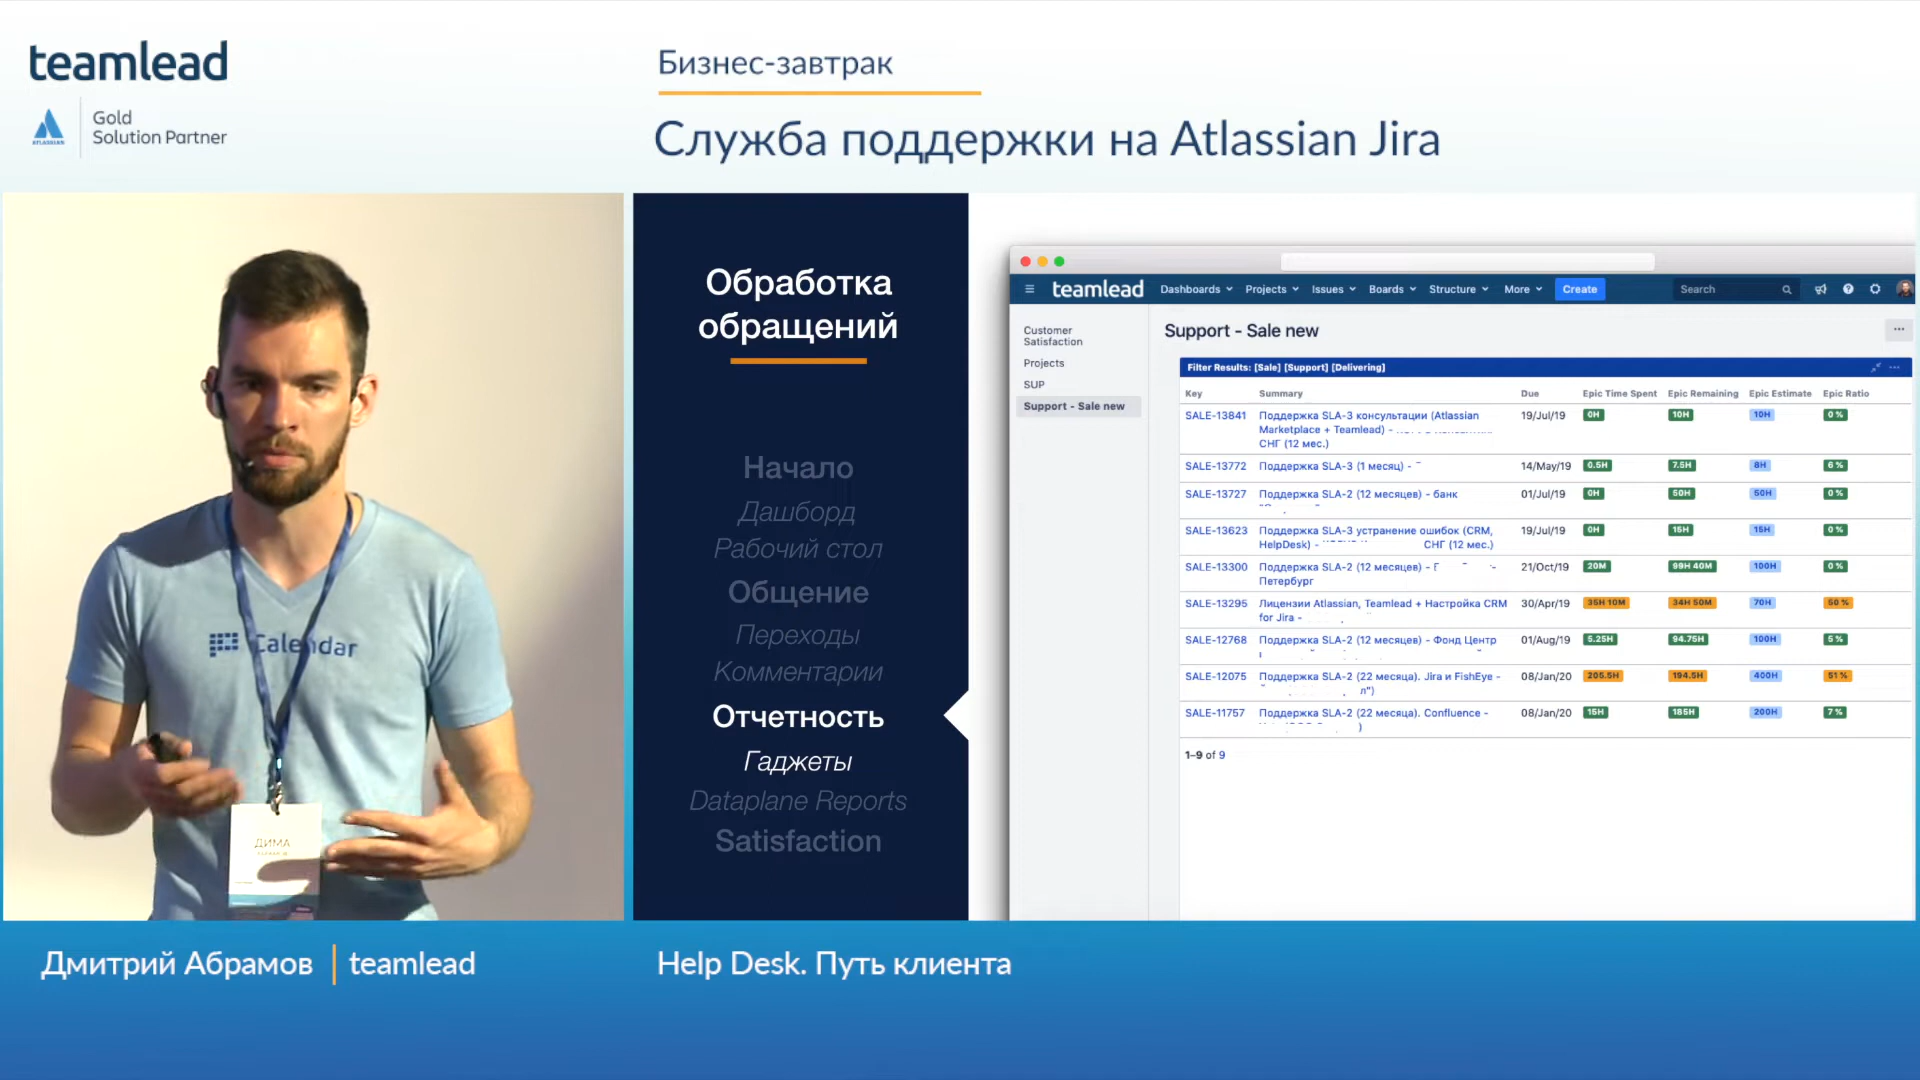 teamlead
ATLASSIAN
Gold
Solution Partner
Бизнес-завтрак
Служба поддержки на Atlassian Jira
Calendar
ДИМА
Обработка
обращений
Начало
Дашборд
Рабочий стол
Общение
Переходы
Комментарии
Отчетность
Гаджеты
Dataplane Reports
Satisfaction
teamlead Dashboards Projects Issues Boards Structure More Create Search
Customer
Satisfaction
Projects
SUP
Support - Sale new
Support - Sale new
Filter Results: [Sale] [Support] [Delivering]
Key Summary Due Epic Time Spent Epic Remaining Epic Estimate Epic Ratio
SALE-13841 Поддержка SLA-3 консультации (Atlassian 19/Jul/19 0H 10H 10H 0 %
Marketplace + Teamlead) -
СНГ (12 мес.)
SALE-13772 Поддержка SLA-3 (1 месяц) - 14/May/19 0.5H 7.5H 8H 6 %
SALE-13727 Поддержка SLA-2 (12 месяцев) - банк 01/Jul/19 0H 50H 50H 0 %
SALE-13623 Поддержка SLA-3 устранение ошибок (CRM, 19/Jul/19 0H 15H 15H 0 %
HelpDesk) - СНГ (12 мес.)
SALE-13300 Поддержка SLA-2 (12 месяцев) - 21/Oct/19 20M 99H 40M 100H 0 %
Петербург
SALE-13295 Лицензии Atlassian, Teamlead + Настройка CRM 30/Apr/19 35H 10M 34H 50M 70H 50 %
for Jira -
SALE-12768 Поддержка SLA-2 (12 месяцев) - Фонд Центр 01/Aug/19 5.25H 94.75H 100H 5 %
SALE-12075 Поддержка SLA-2 (22 месяца). Jira и FishEye - 08/Jan/20 205.5H 194.5H 400H 51 %
SALE-11757 Поддержка SLA-2 (22 месяца). Confluence - 08/Jan/20 15H 185H 200H 7 %
1–9 of 9
Дмитрий Абрамов | teamlead
Help Desk. Путь клиента